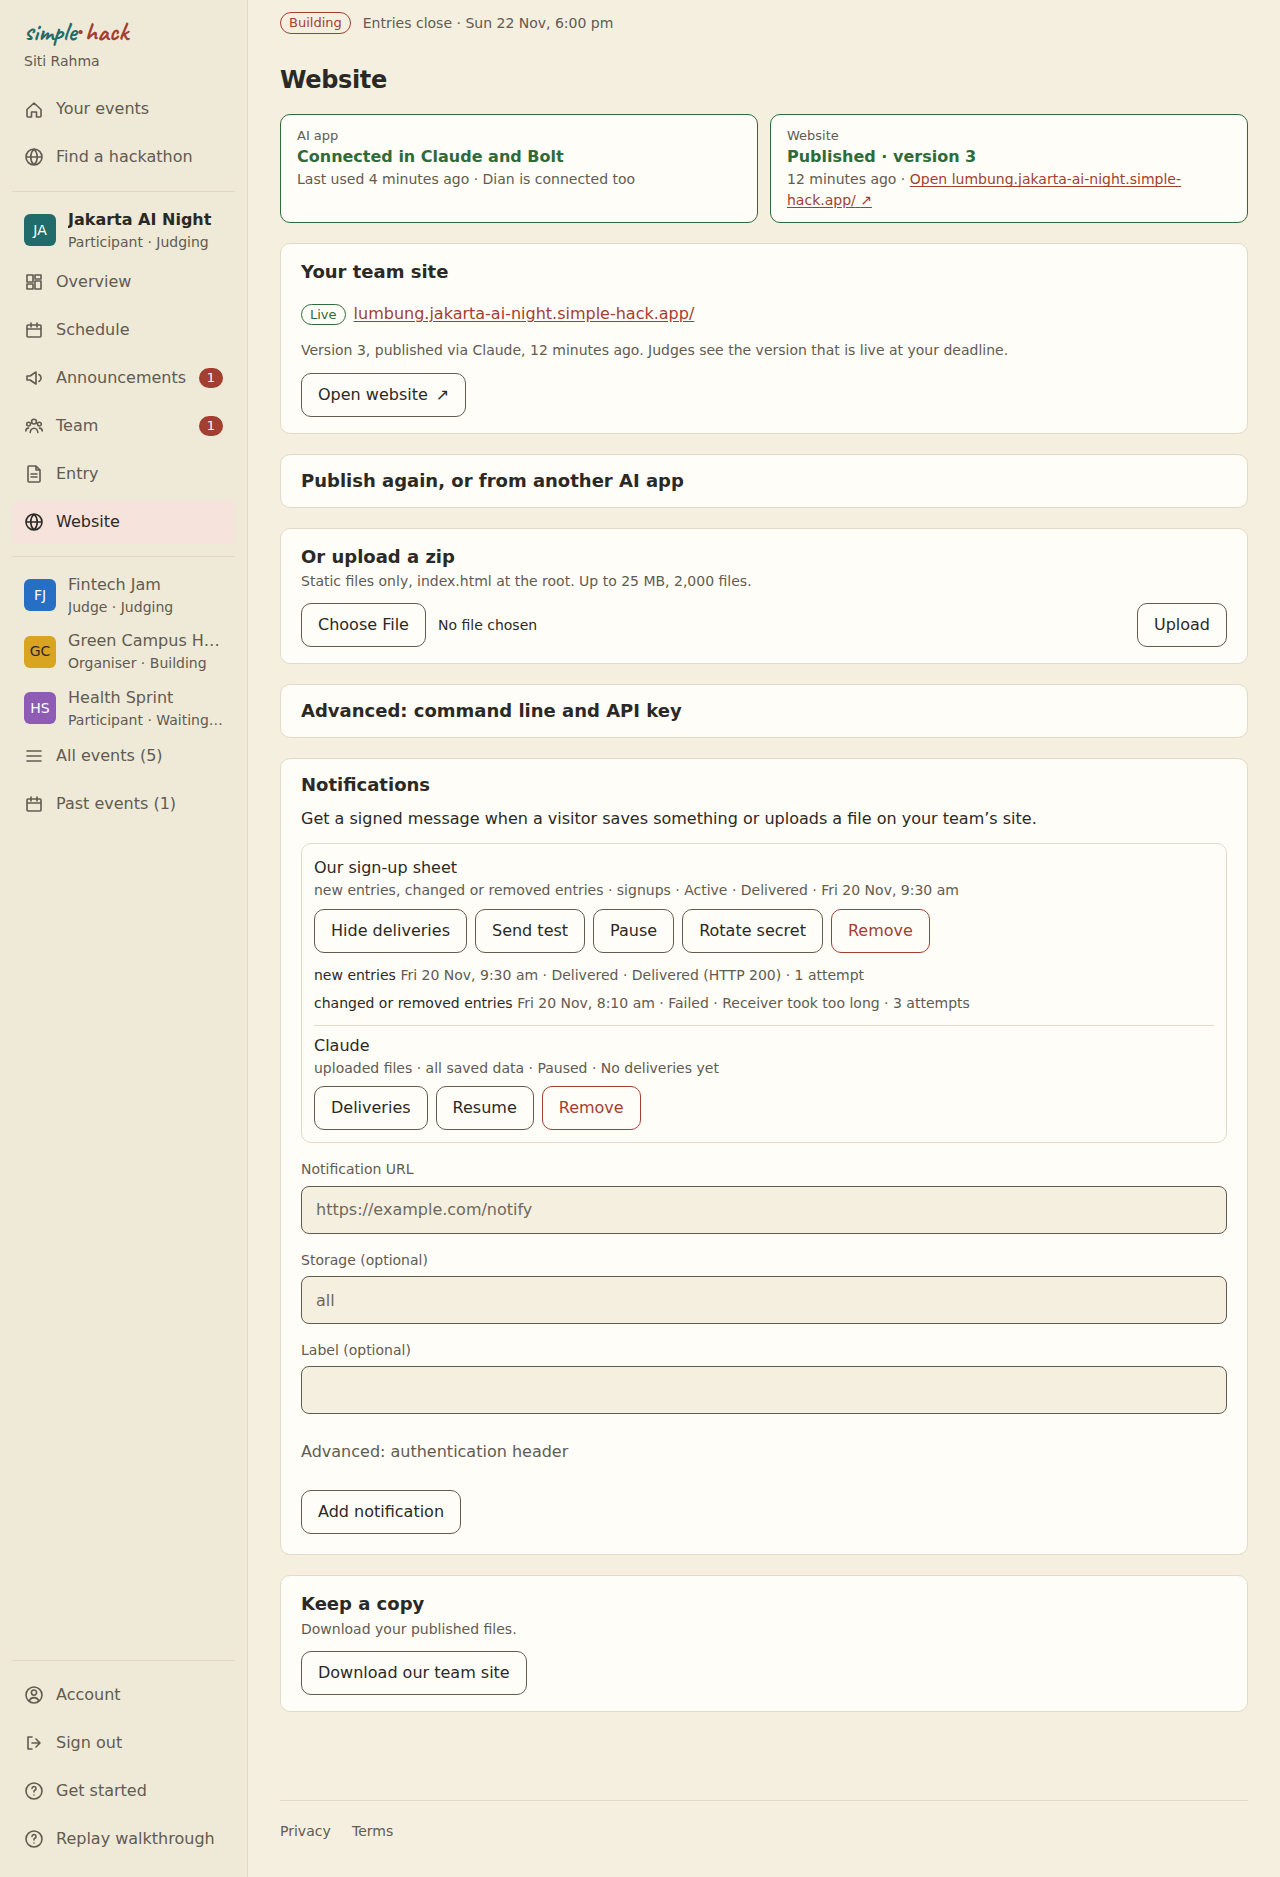 simple·hack
Siti Rahma
Your events
Find a hackathon
JA
Jakarta AI Night
Participant · Judging
Overview
Schedule
Announcements 1
Team 1
Entry
Website
FJ
Fintech Jam
Judge · Judging
GC
Green Campus H…
Organiser · Building
HS
Health Sprint
Participant · Waiting…
All events (5)
Past events (1)
Account
Sign out
Get started
Replay walkthrough
Building Entries close · Sun 22 Nov, 6:00 pm
Website
AI app
Connected in Claude and Bolt
Last used 4 minutes ago · Dian is connected too
Website
Published · version 3
12 minutes ago · Open lumbung.jakarta-ai-night.simple-
hack.app/ ↗
Your team site
Live lumbung.jakarta-ai-night.simple-hack.app/
Version 3, published via Claude, 12 minutes ago. Judges see the version that is live at your deadline.
Open website ↗
Publish again, or from another AI app
Or upload a zip
Static files only, index.html at the root. Up to 25 MB, 2,000 files.
Choose File No file chosen Upload
Advanced: command line and API key
Notifications
Get a signed message when a visitor saves something or uploads a file on your team’s site.
Our sign-up sheet
new entries, changed or removed entries · signups · Active · Delivered · Fri 20 Nov, 9:30 am
Hide deliveries Send test Pause Rotate secret Remove
new entries Fri 20 Nov, 9:30 am · Delivered · Delivered (HTTP 200) · 1 attempt
changed or removed entries Fri 20 Nov, 8:10 am · Failed · Receiver took too long · 3 attempts
Claude
uploaded files · all saved data · Paused · No deliveries yet
Deliveries Resume Remove
Notification URL
https://example.com/notify
Storage (optional)
all
Label (optional)
Advanced: authentication header
Add notification
Keep a copy
Download your published files.
Download our team site
Privacy Terms